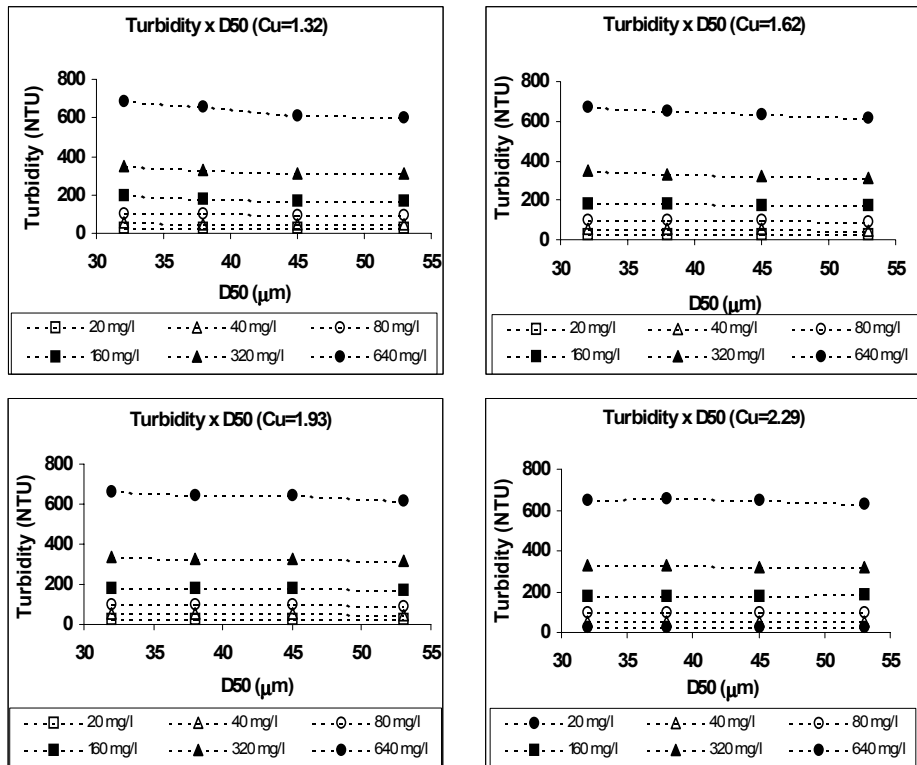 Turbidity x D50 (Cu=1.32)
Turbidity (NTU)
800
600
400
200
0
30 35 40 45 50 55
D50 (μm)
20 mg/l 40 mg/l 80 mg/l
160 mg/l 320 mg/l 640 mg/l
Turbidity x D50 (Cu=1.62)
Turbidity (NTU)
800
600
400
200
0
30 35 40 45 50 55
D50 (μm)
20 mg/l 40 mg/l 80 mg/l
160 mg/l 320 mg/l 640 mg/l
Turbidity x D50 (Cu=1.93)
Turbidity (NTU)
800
600
400
200
0
30 35 40 45 50 55
D50 (μm)
20 mg/l 40 mg/l 80 mg/l
160 mg/l 320 mg/l 640 mg/l
Turbidity x D50 (Cu=2.29)
Turbidity (NTU)
800
600
400
200
0
30 35 40 45 50 55
D50 (μm)
20 mg/l 40 mg/l 80 mg/l
160 mg/l 320 mg/l 640 mg/l